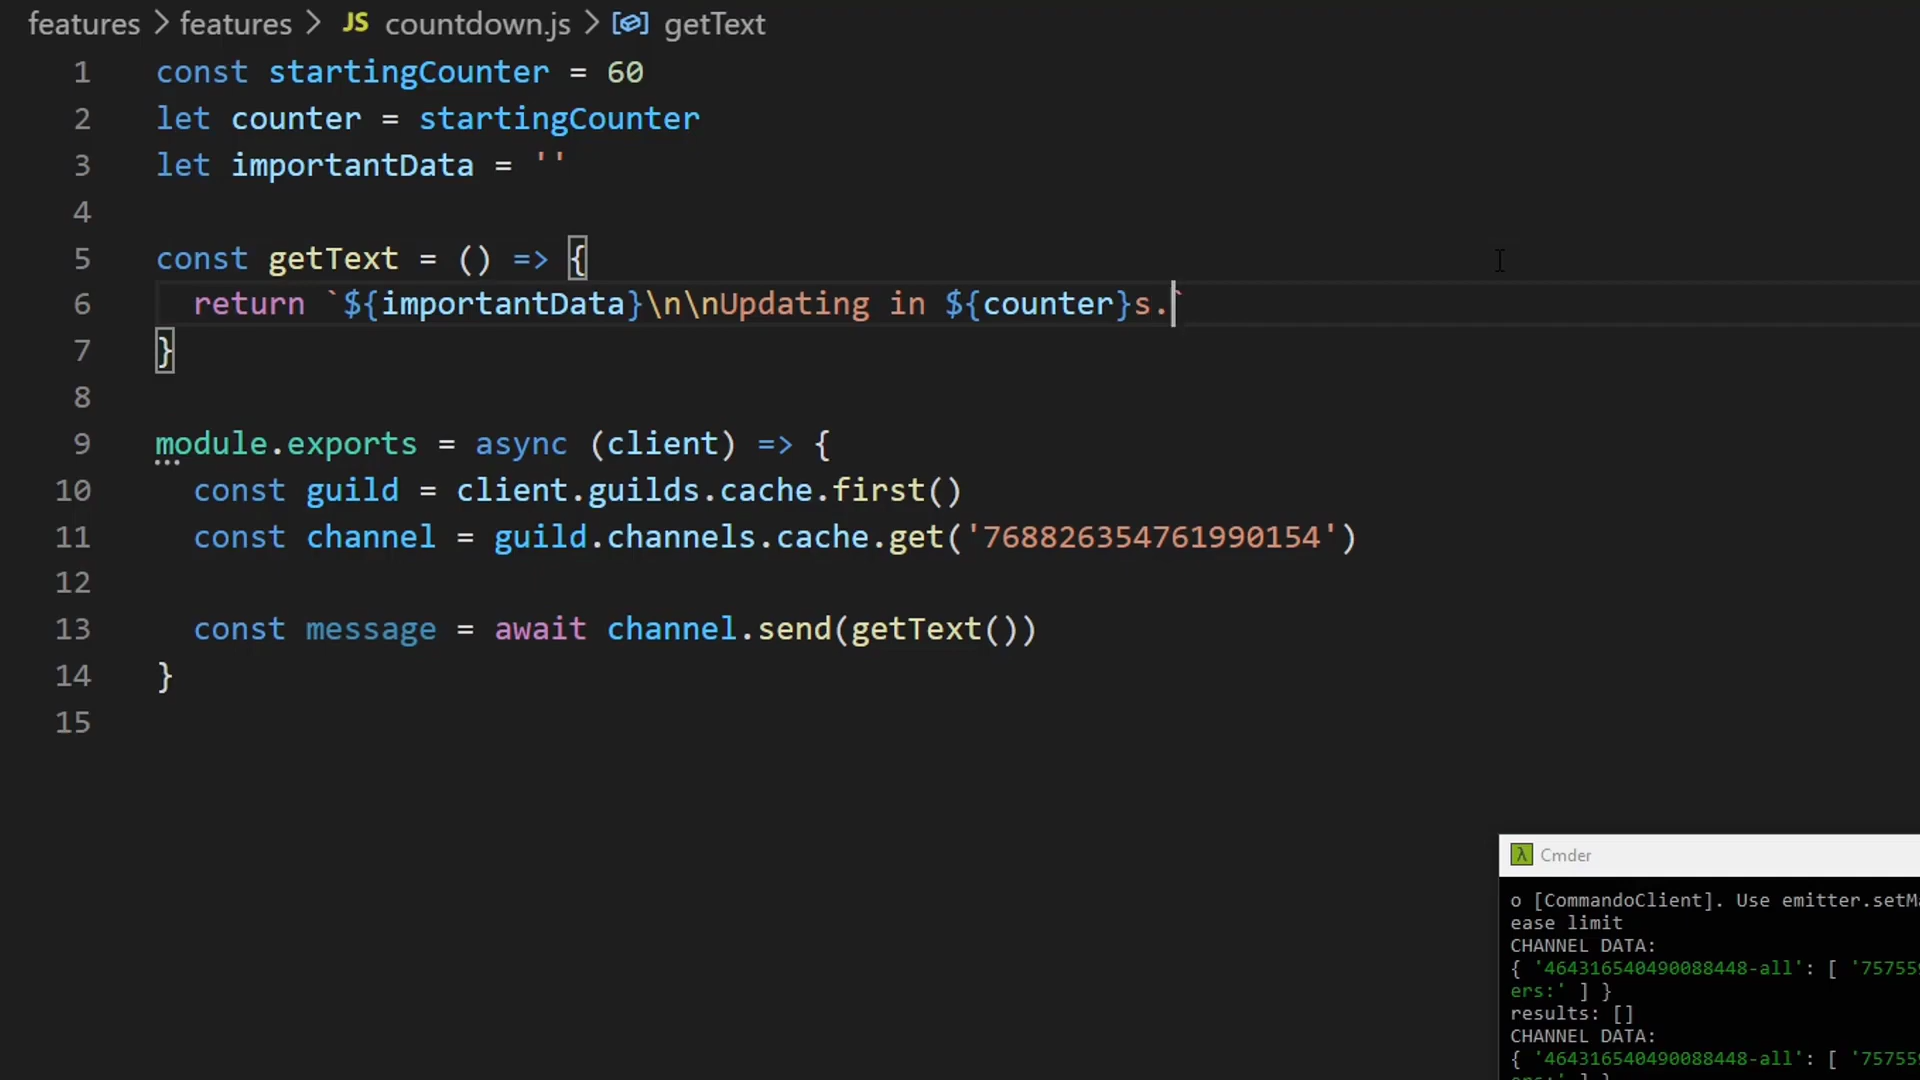 features > features > JS countdown.js > getText
1 const startingCounter = 60
2 let counter = startingCounter
3 let importantData = ''
4
5 const getText = () => {
6 return `${importantData}\n\nUpdating in ${counter}s.`
7 }
8
9 module.exports = async (client) => {
10 const guild = client.guilds.cache.first()
11 const channel = guild.channels.cache.get('768826354761990154')
12
13 const message = await channel.send(getText())
14 }
15
λ Cmder
o [CommandoClient]. Use emitter.setMa
ease limit
CHANNEL DATA:
{ '464316540490088448-all': [ '757559
ers:' ] }
results: []
CHANNEL DATA:
{ '464316540490088448-all': [ '757559